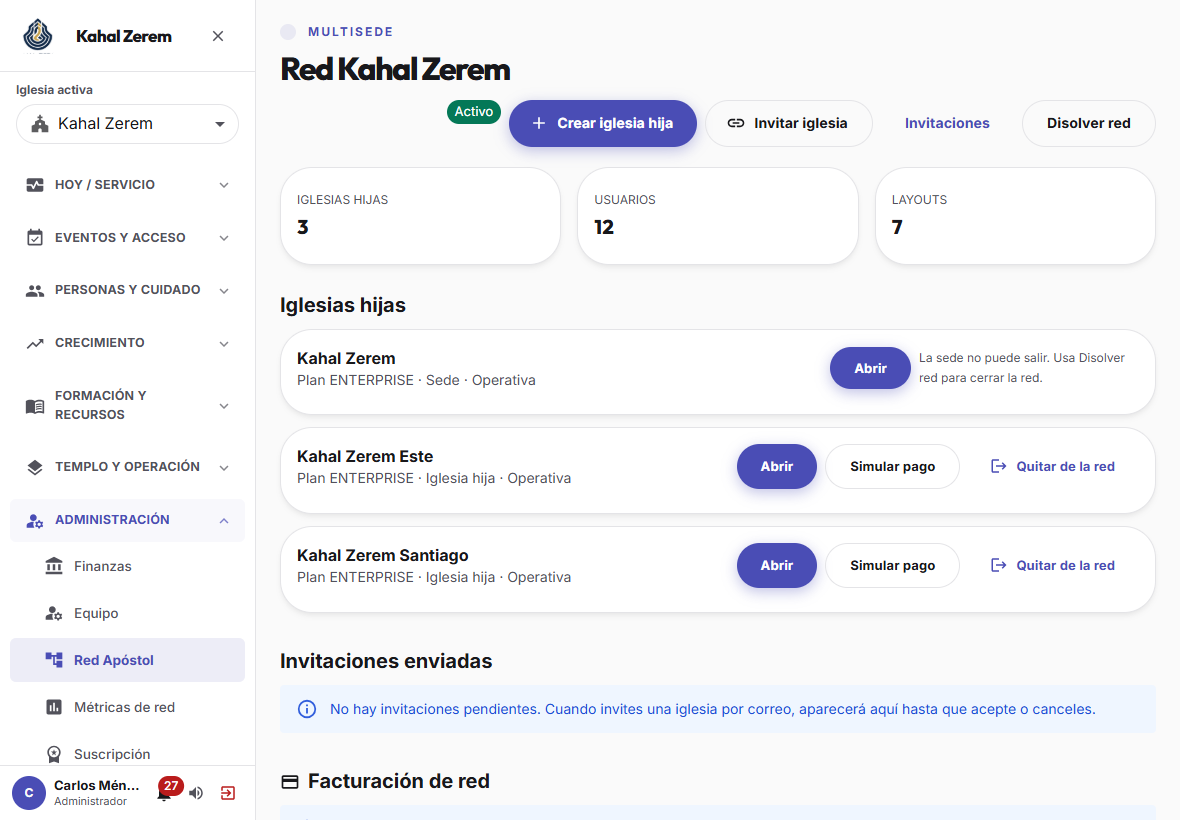 Kahal Zerem
Iglesia activa
Kahal Zerem
HOY / SERVICIO
EVENTOS Y ACCESO
PERSONAS Y CUIDADO
CRECIMIENTO
FORMACIÓN Y
RECURSOS
TEMPLO Y OPERACIÓN
ADMINISTRACIÓN
Finanzas
Equipo
Red Apóstol
Métricas de red
Suscripción
C
Carlos Mén...
Administrador
27
MULTISEDE
Red Kahal Zerem
Activo
Crear iglesia hija
Invitar iglesia
Invitaciones
Disolver red
IGLESIAS HIJAS
3
USUARIOS
12
LAYOUTS
7
Iglesias hijas
Kahal Zerem
Plan ENTERPRISE · Sede · Operativa
Abrir
La sede no puede salir. Usa Disolver
red para cerrar la red.
Kahal Zerem Este
Plan ENTERPRISE · Iglesia hija · Operativa
Abrir
Simular pago
Quitar de la red
Kahal Zerem Santiago
Plan ENTERPRISE · Iglesia hija · Operativa
Abrir
Simular pago
Quitar de la red
Invitaciones enviadas
No hay invitaciones pendientes. Cuando invites una iglesia por correo, aparecerá aquí hasta que acepte o canceles.
Facturación de red